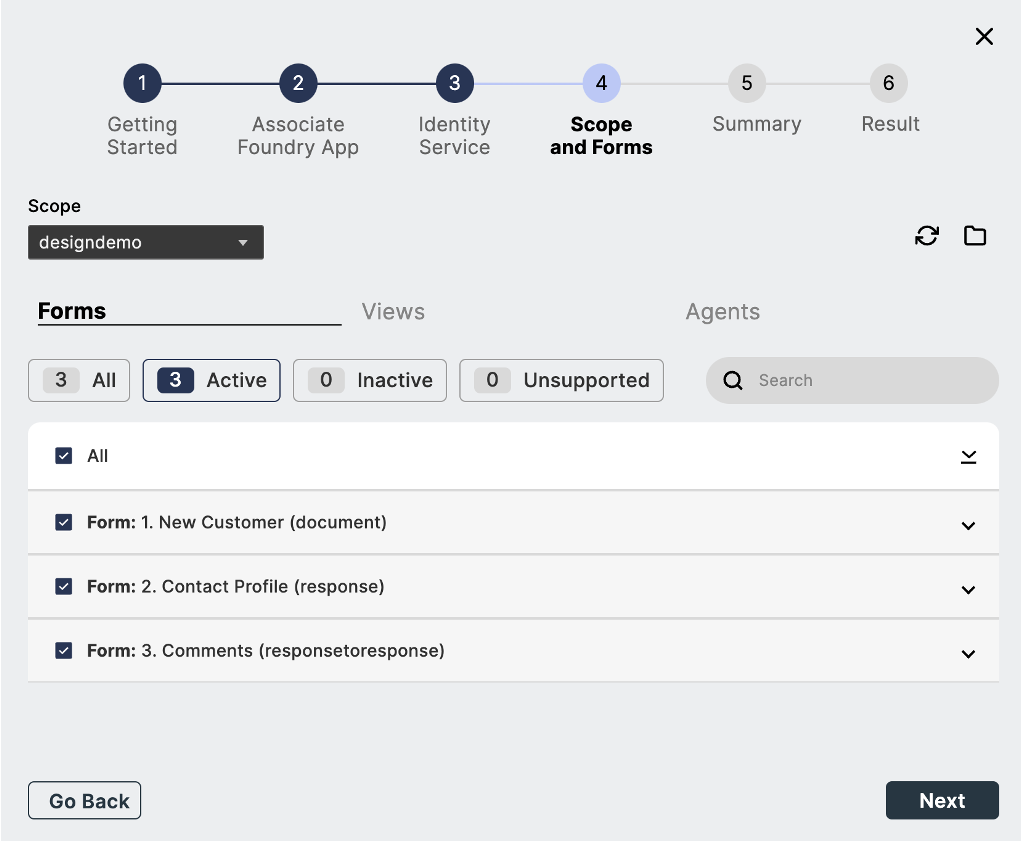 1 2 3 4 5 6
Getting Started
Associate Foundry App
Identity Service
Scope and Forms
Summary
Result
Scope
designdemo
Forms Views Agents
3 All 3 Active 0 Inactive 0 Unsupported Search
All
Form: 1. New Customer (document)
Form: 2. Contact Profile (response)
Form: 3. Comments (responsetoresponse)
Go Back Next